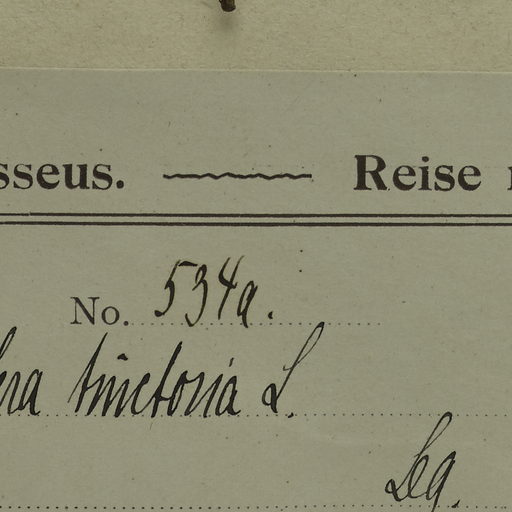 sseus. Reise
No. 534a.
tinctoria L.
Leg.